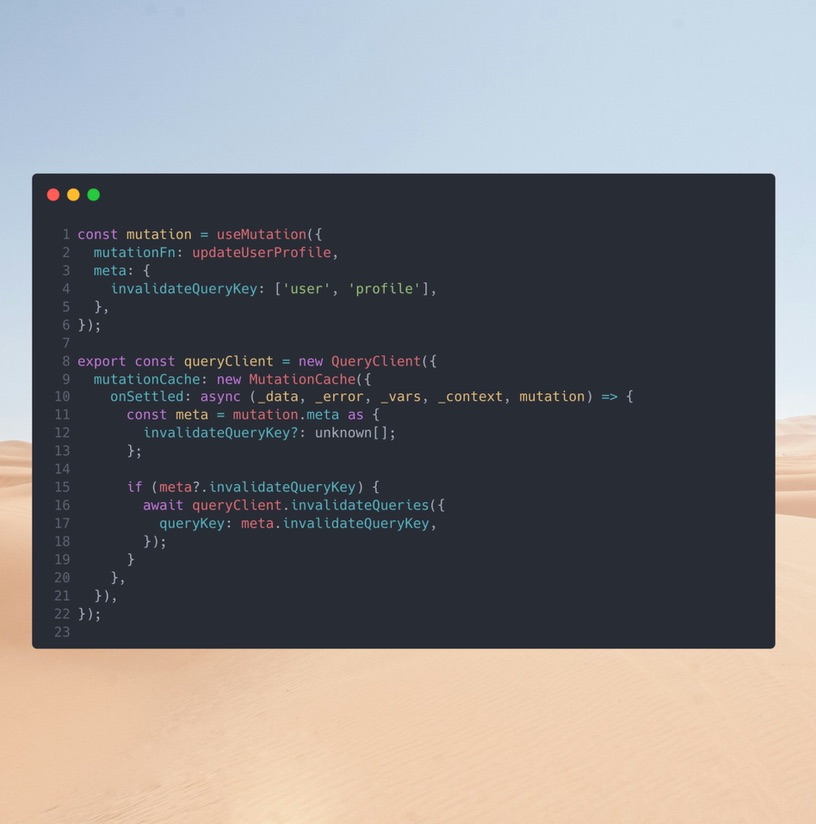 1 const mutation = useMutation({
2   mutationFn: updateUserProfile,
3   meta: {
4     invalidateQueryKey: ['user', 'profile'],
5   },
6 });
7
8 export const queryClient = new QueryClient({
9   mutationCache: new MutationCache({
10     onSettled: async (_data, _error, _vars, _context, mutation) => {
11       const meta = mutation.meta as {
12         invalidateQueryKey?: unknown[];
13       };
14
15       if (meta?.invalidateQueryKey) {
16         await queryClient.invalidateQueries({
17           queryKey: meta.invalidateQueryKey,
18         });
19       }
20     },
21   }),
22 });
23